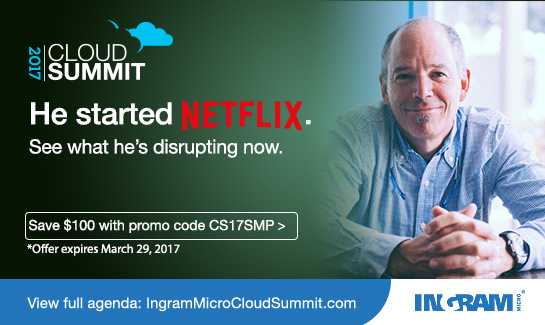 2017
CLOUD
SUMMIT
He started NETFLIX.
See what he's disrupting now.
Save $100 with promo code CS17SMP >
*Offer expires March 29, 2017
View full agenda: IngramMicroCloudSummit.com
INGRAM MICRO®